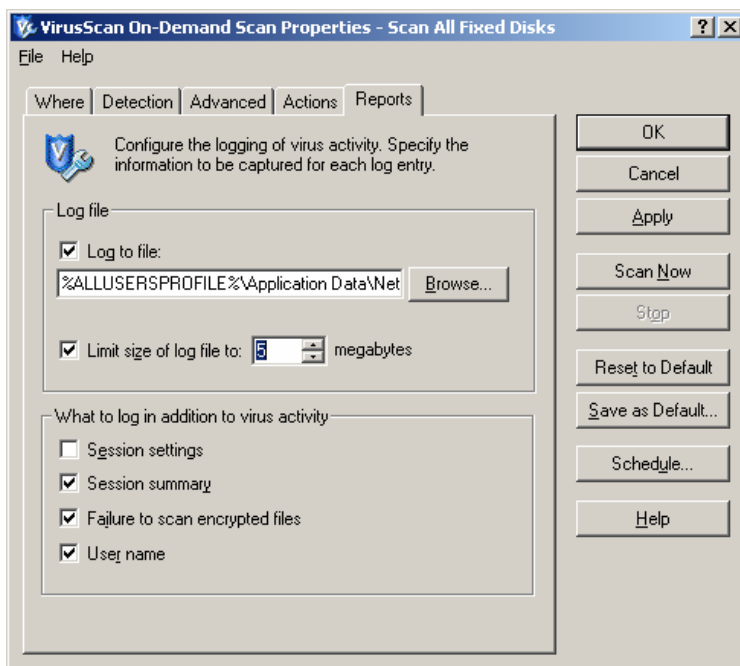 VirusScan On-Demand Scan Properties - Scan All Fixed Disks
File Help
Where Detection Advanced Actions Reports
Configure the logging of virus activity. Specify the
information to be captured for each log entry.
Log file
Log to file:
%ALLUSERSPROFILE%\Application Data\Net
Browse...
Limit size of log file to: 5 megabytes
What to log in addition to virus activity
Session settings
Session summary
Failure to scan encrypted files
User name
OK
Cancel
Apply
Scan Now
Stop
Reset to Default
Save as Default...
Schedule...
Help